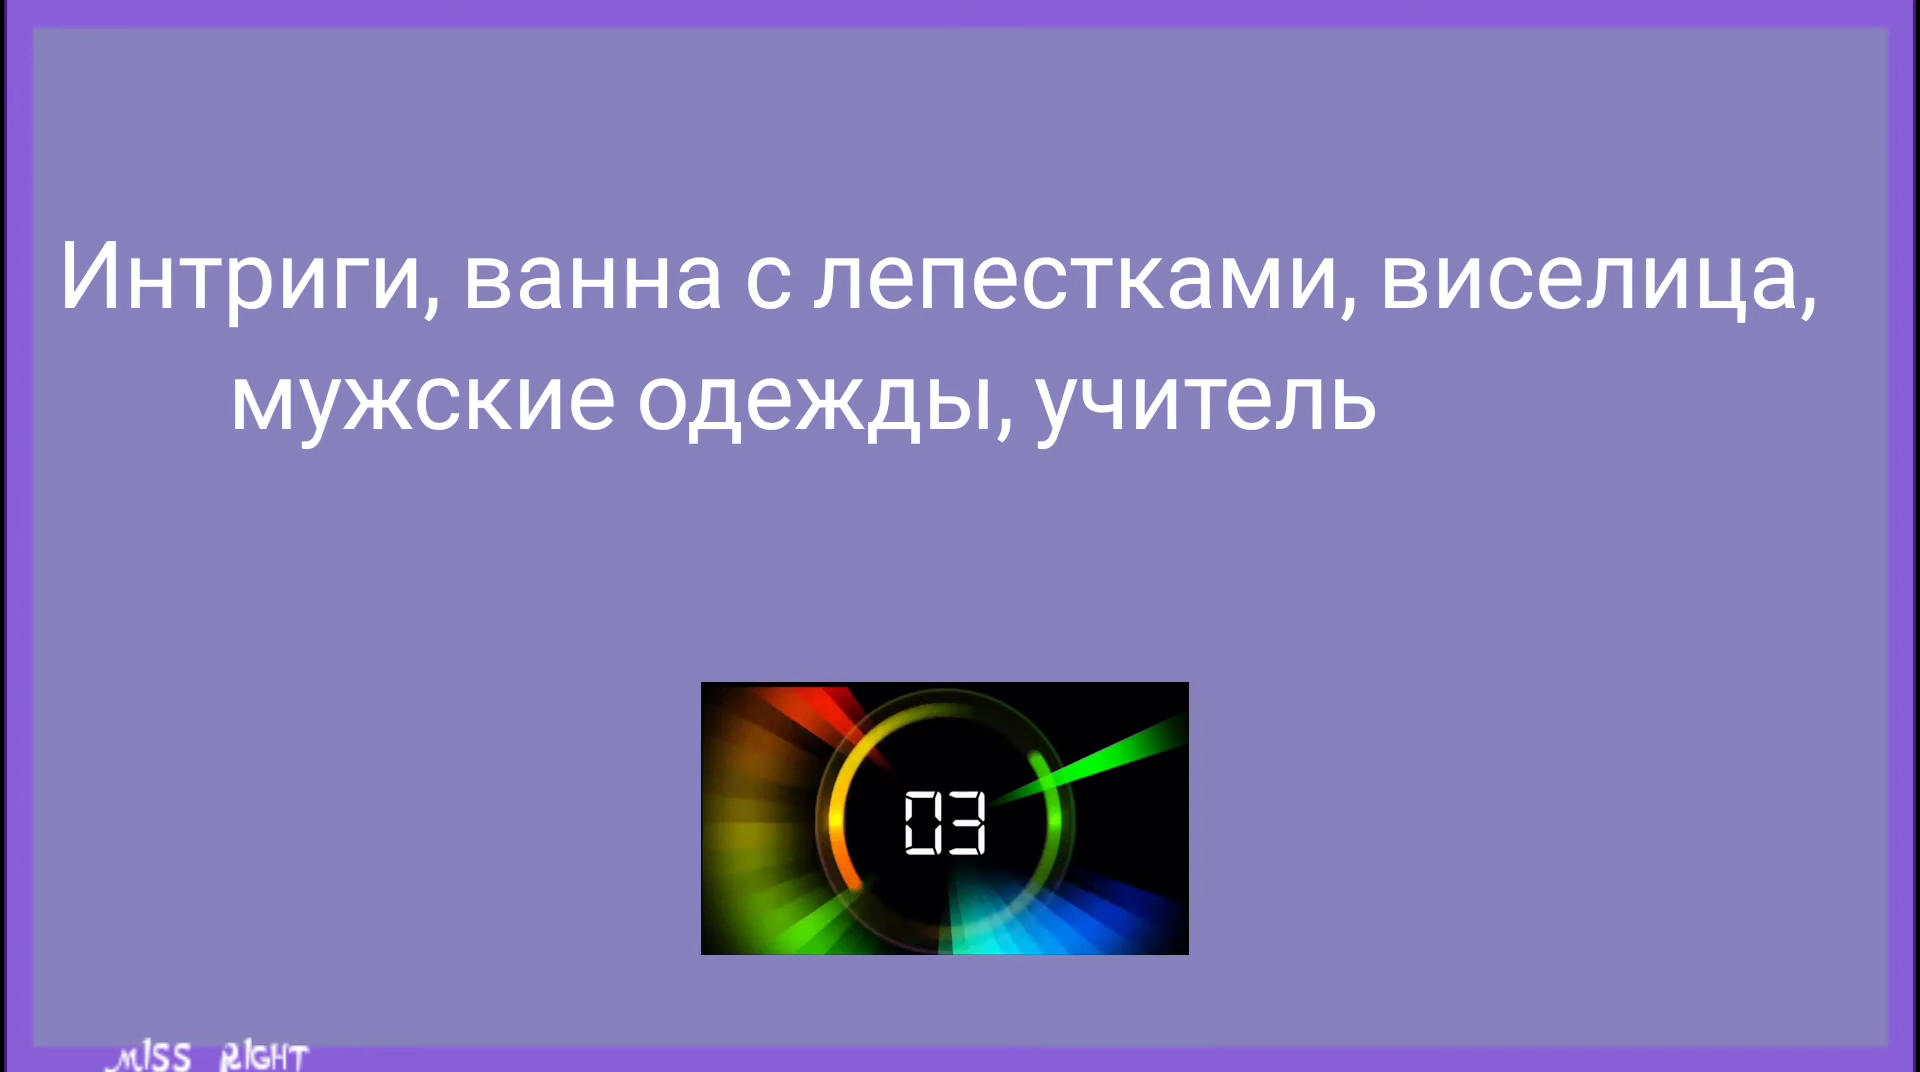 Интриги, ванна с лепестками, виселица,
мужские одежды, учитель
03
MISS RIGHT